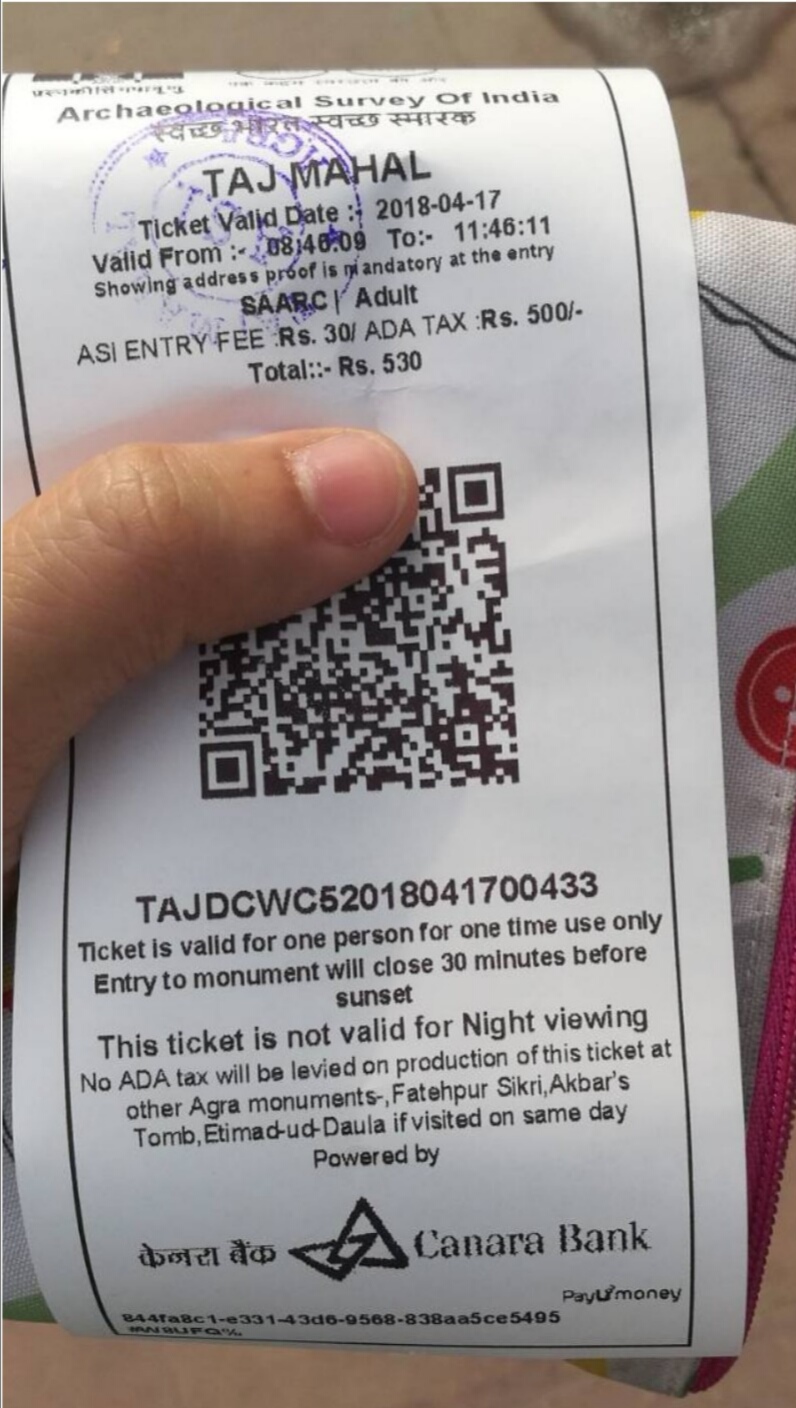 Archaeological Survey Of India
स्वच्छ भारत स्वच्छ स्मारक
TAJ MAHAL
Ticket Valid Date :- 2018-04-17
Valid From :- 08:46:09 To:- 11:46:11
Showing address proof is mandatory at the entry
SAARC| Adult
ASI ENTRY FEE :Rs. 30/ ADA TAX :Rs. 500/-
Total::- Rs. 530
TAJDCWC52018041700433
Ticket is valid for one person for one time use only
Entry to monument will close 30 minutes before
sunset
This ticket is not valid for Night viewing
No ADA tax will be levied on production of this ticket at
other Agra monuments-,Fatehpur Sikri,Akbar's
Tomb,Etimad-ud-Daula if visited on same day
Powered by
केनरा बैंक Canara Bank
PayUmoney
844fa8c1-e331-43d6-9568-838aa5ce5495